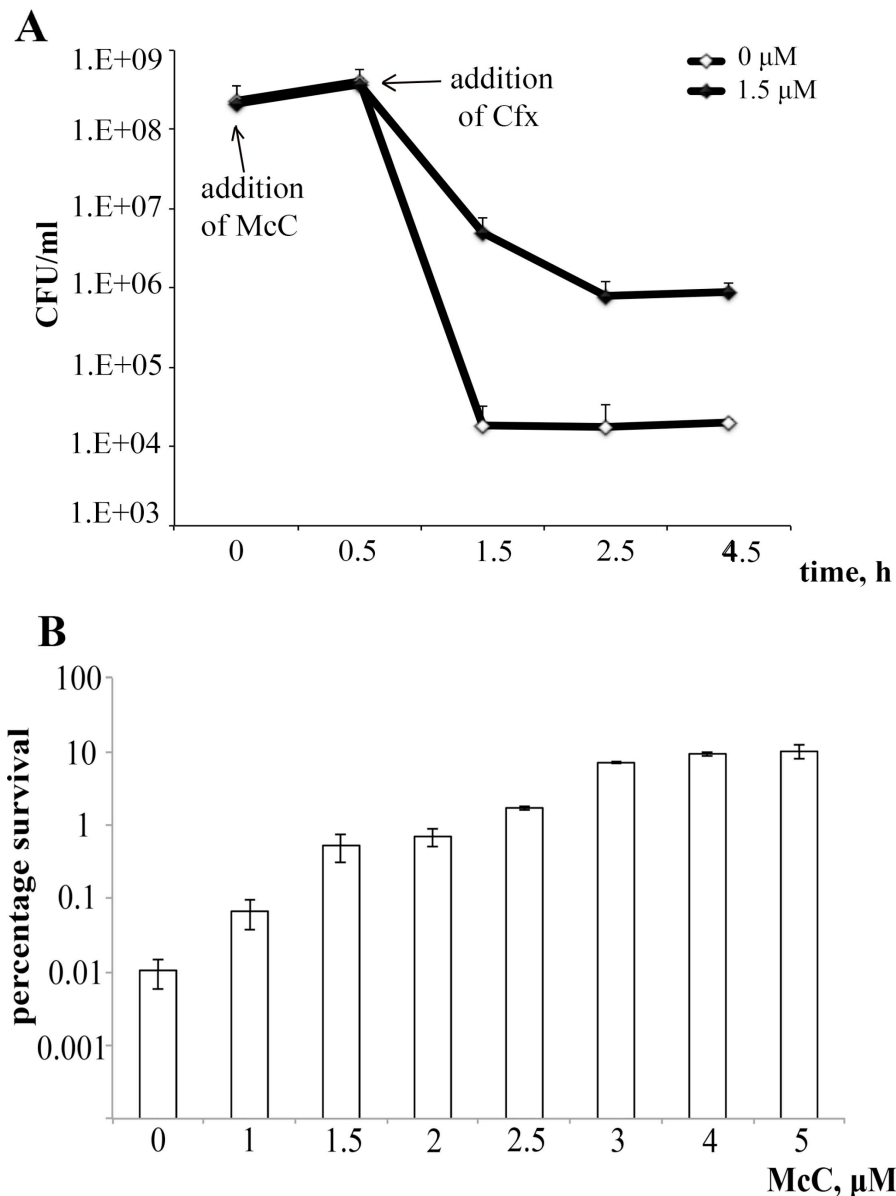 A
1.E+09
1.E+08
1.E+07
1.E+06
1.E+05
1.E+04
1.E+03
CFU/ml
addition
of Cfx
addition
of McC
0 µM
1.5 µM
0 0.5 1.5 2.5 4.5
time, h
B
100
10
1
0.1
0.01
0.001
percentage survival
0 1 1.5 2 2.5 3 4 5
McC, µM